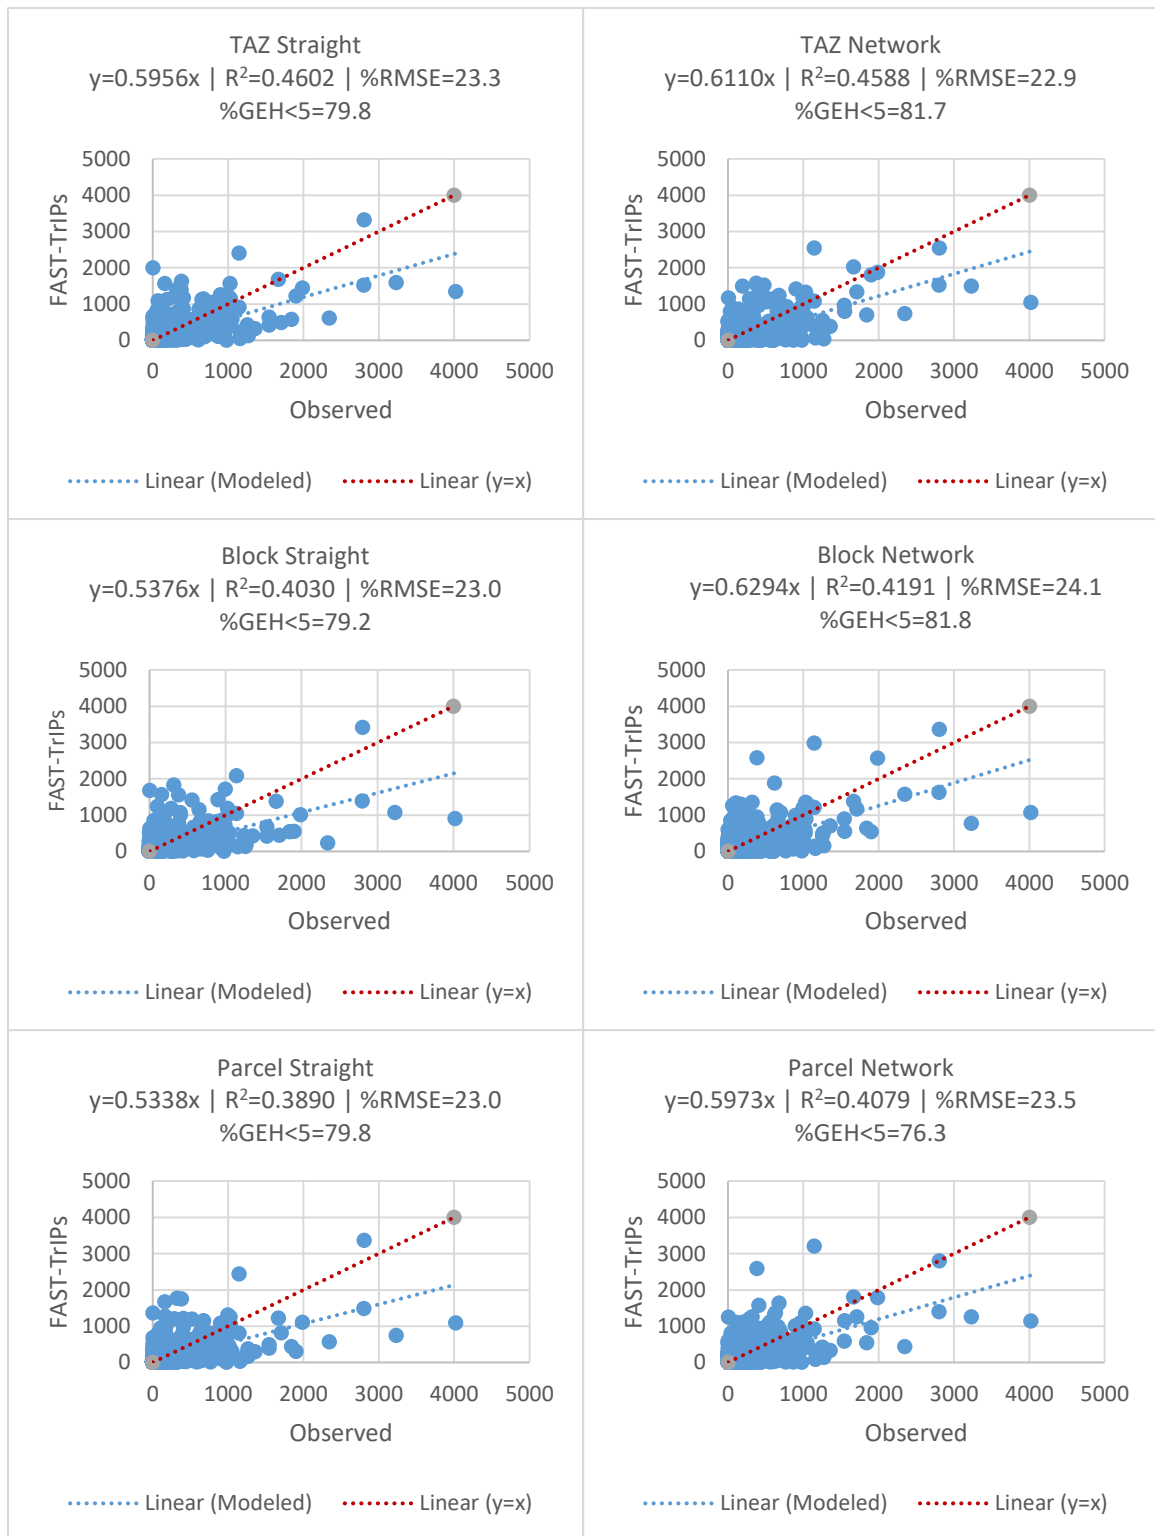 TAZ Straight
y=0.5956x | R²=0.4602 | %RMSE=23.3
%GEH<5=79.8
5000
4000
3000
2000
1000
0
FAST-TrIPs
0 1000 2000 3000 4000 5000
Observed
Linear (Modeled) Linear (y=x)
TAZ Network
y=0.6110x | R²=0.4588 | %RMSE=22.9
%GEH<5=81.7
5000
4000
3000
2000
1000
0
FAST-TrIPs
0 1000 2000 3000 4000 5000
Observed
Linear (Modeled) Linear (y=x)
Block Straight
y=0.5376x | R²=0.4030 | %RMSE=23.0
%GEH<5=79.2
5000
4000
3000
2000
1000
0
FAST-TrIPs
0 1000 2000 3000 4000 5000
Observed
Linear (Modeled) Linear (y=x)
Block Network
y=0.6294x | R²=0.4191 | %RMSE=24.1
%GEH<5=81.8
5000
4000
3000
2000
1000
0
FAST-TrIPs
0 1000 2000 3000 4000 5000
Observed
Linear (Modeled) Linear (y=x)
Parcel Straight
y=0.5338x | R²=0.3890 | %RMSE=23.0
%GEH<5=79.8
5000
4000
3000
2000
1000
0
FAST-TrIPs
0 1000 2000 3000 4000 5000
Observed
Linear (Modeled) Linear (y=x)
Parcel Network
y=0.5973x | R²=0.4079 | %RMSE=23.5
%GEH<5=76.3
5000
4000
3000
2000
1000
0
FAST-TrIPs
0 1000 2000 3000 4000 5000
Observed
Linear (Modeled) Linear (y=x)